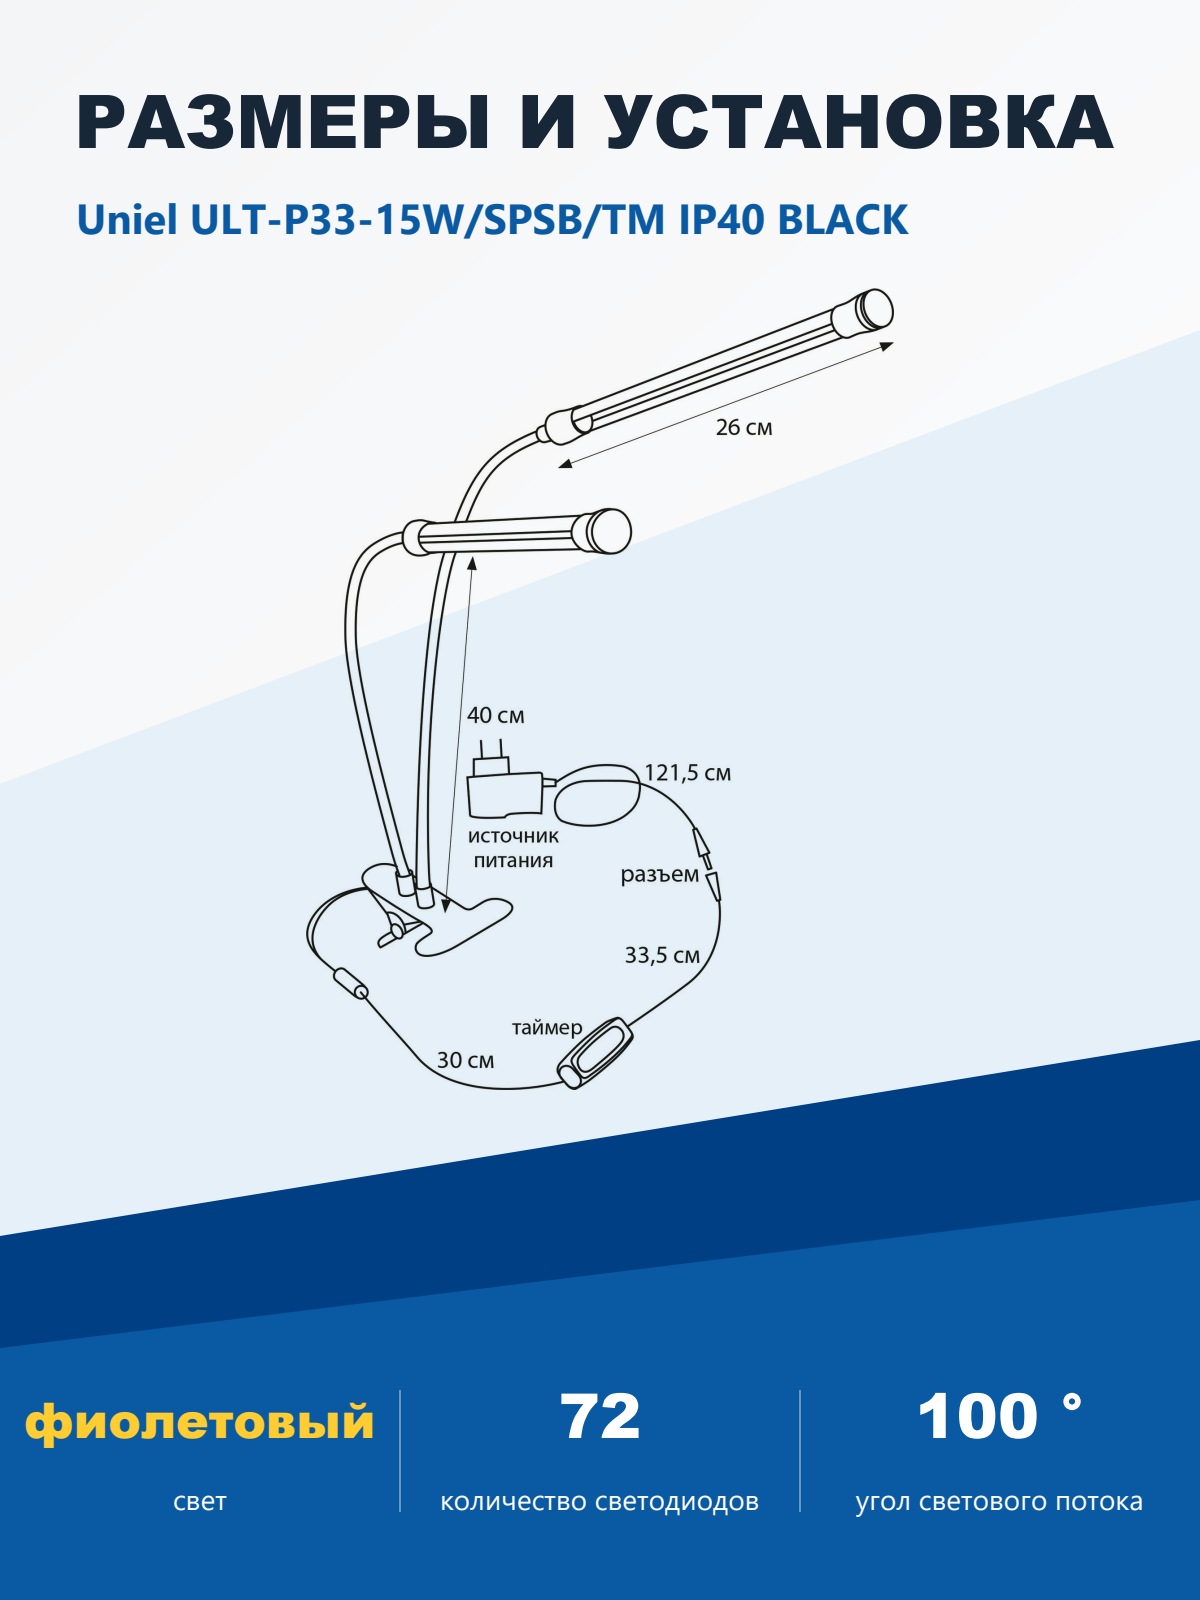 РАЗМЕРЫ И УСТАНОВКА
Uniel ULT-P33-15W/SPSB/TM IP40 BLACK
26 см
40 см
121,5 см
источник
питания
разъем
33,5 см
таймер
30 см
фиолетовый
свет
72
количество светодиодов
100 °
угол светового потока